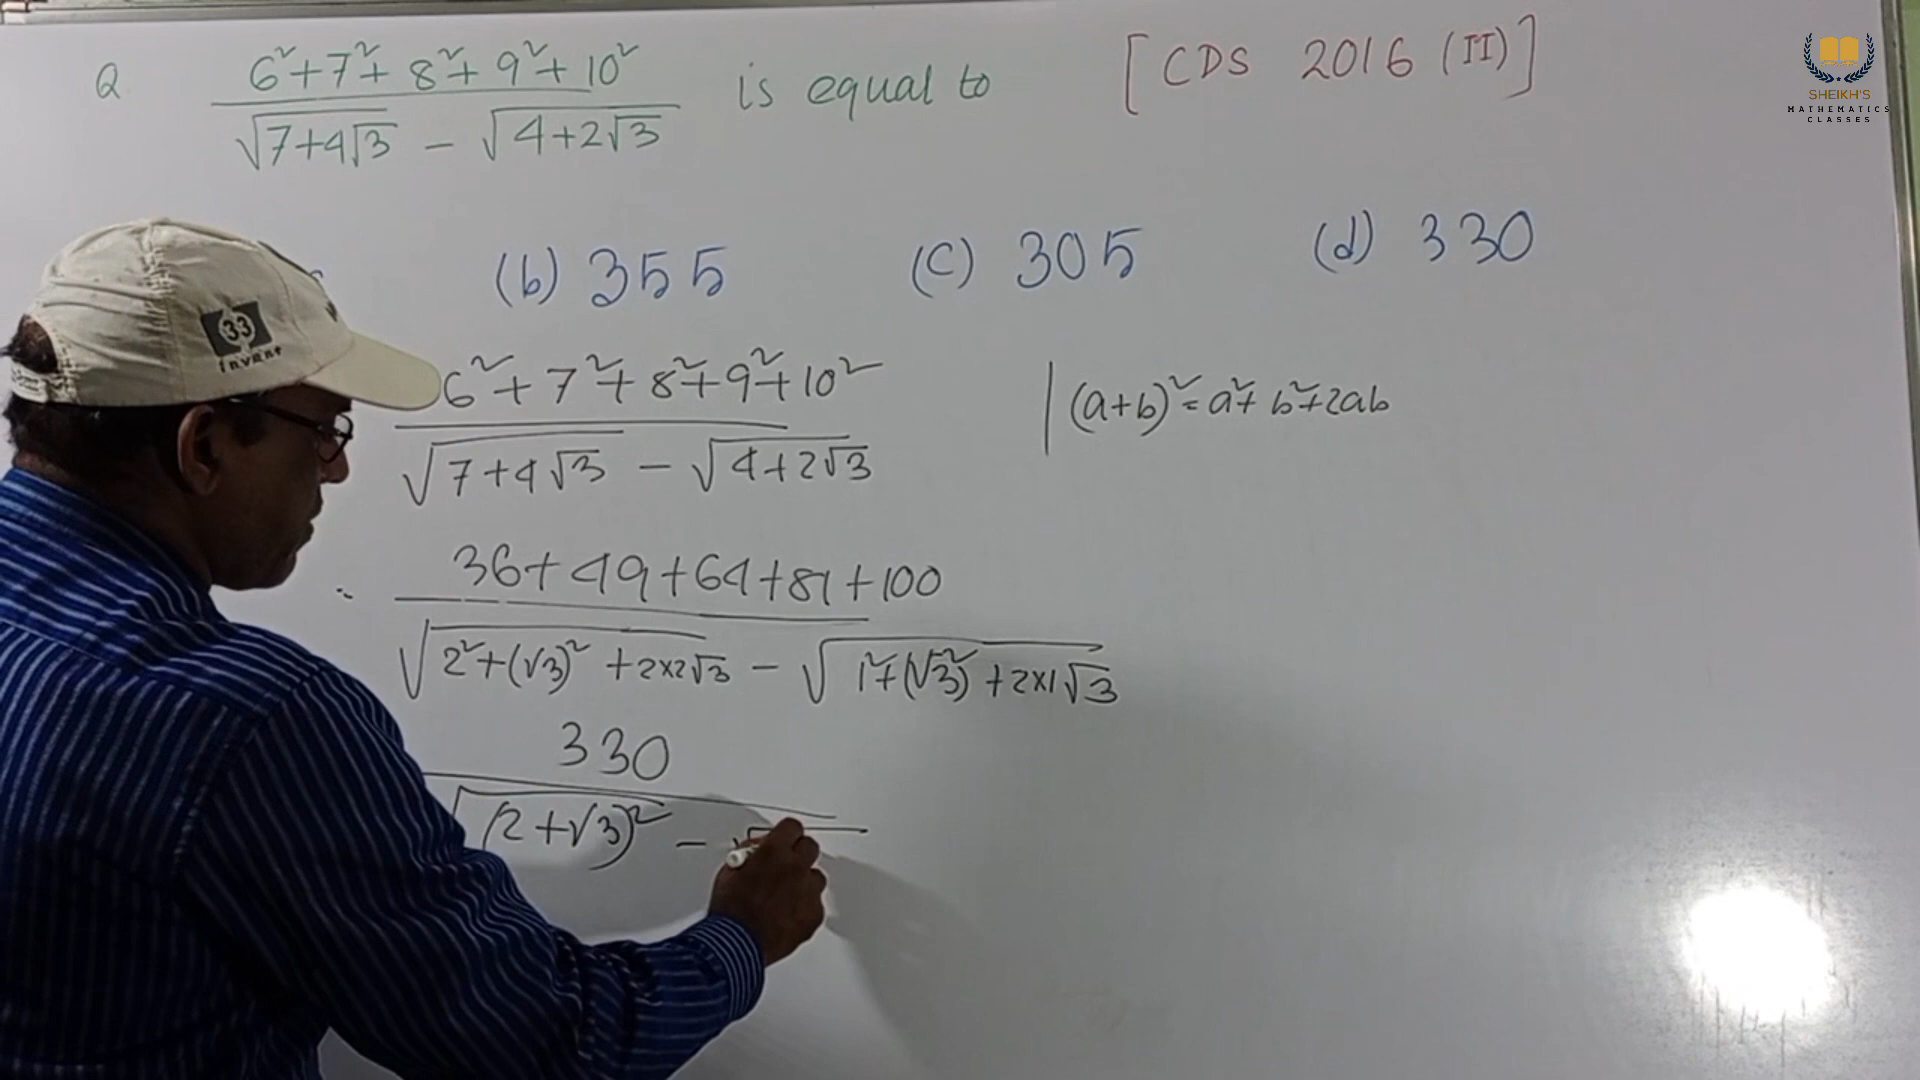 Q 6²+7²+8²+9²+10² / √7+4√3 − √4+2√3 is equal to [CDS 2016 (II)]
SHEIKH'S
MATHEMATICS
CLASSES
(b) 355 (c) 305 (d) 330
33
invent
6²+7²+8²+9²+10² / √7+4√3 − √4+2√3
(a+b)²=a²+b²+2ab
36+49+64+81+100 / √2²+(√3)²+2×2√3 − √1²+(√3)²+2×1√3
330 / √(2+√3)² − √